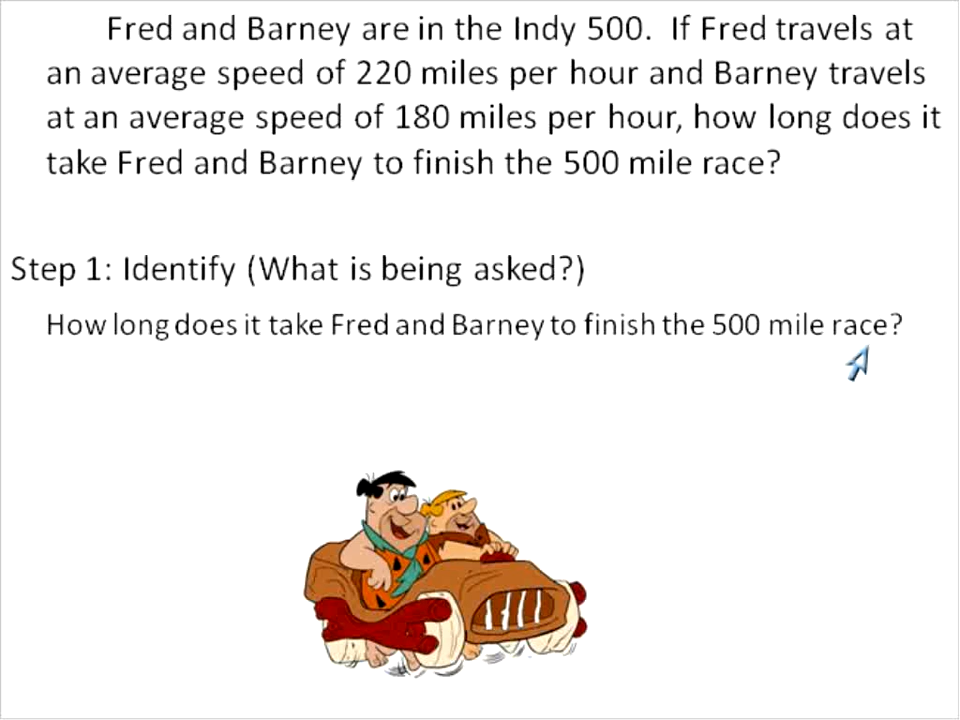 Fred and Barney are in the Indy 500. If Fred travels at
an average speed of 220 miles per hour and Barney travels
at an average speed of 180 miles per hour, how long does it
take Fred and Barney to finish the 500 mile race?
Step 1: Identify (What is being asked?)
How long does it take Fred and Barney to finish the 500 mile race?